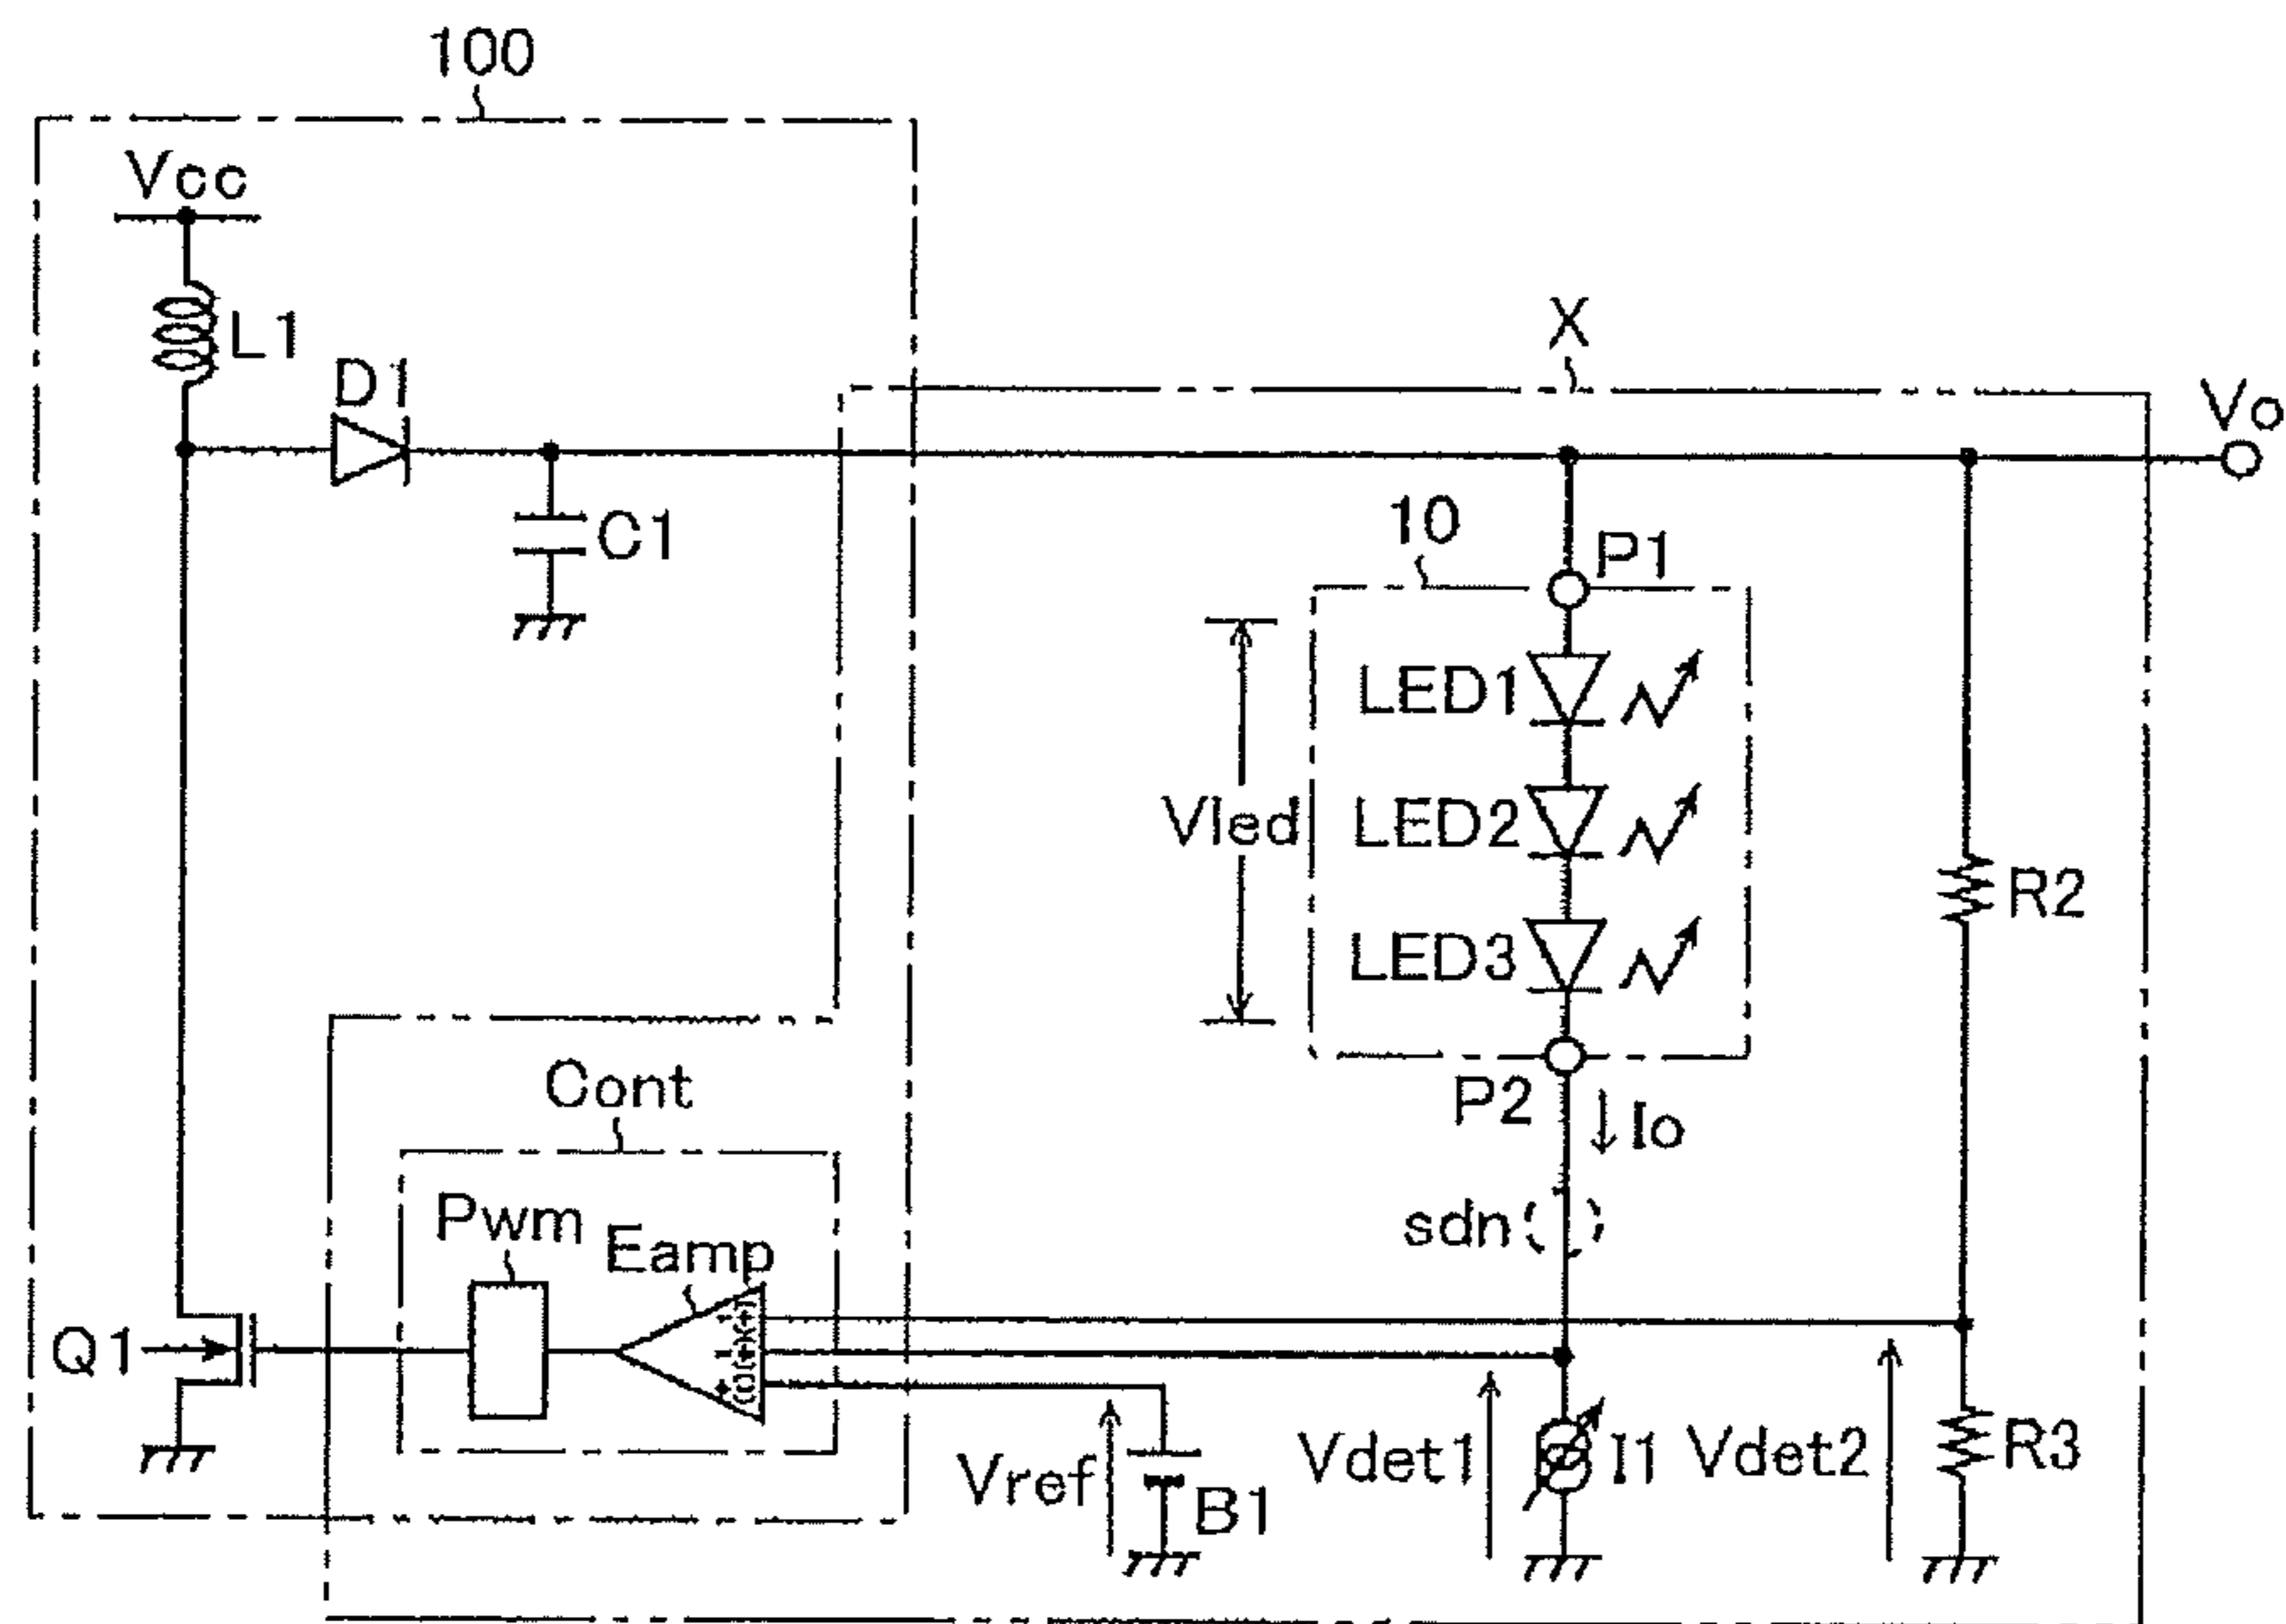 100
Vcc
L1
D1
C1
X
Vo
10
P1
LED1
LED2
LED3
Vled
R2
P2
Io
sdn
Cont
Pwm
Eamp
Q1
Vref
B1
Vdet1
I1
Vdet2
R3